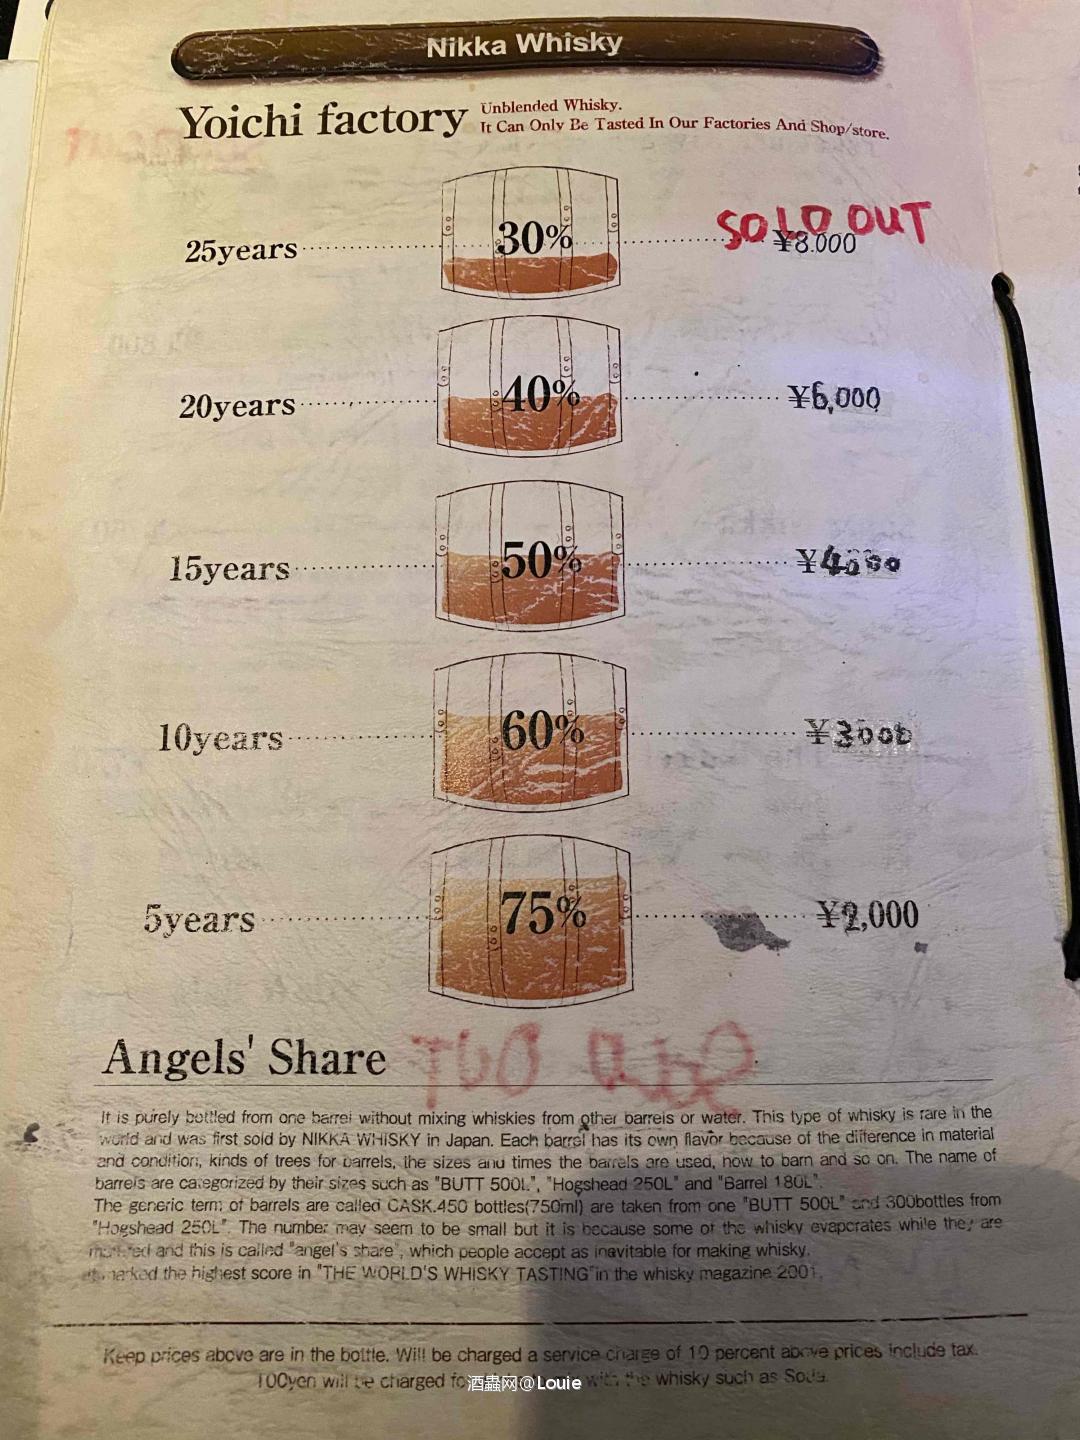 Nikka Whisky
Yoichi factory
Unblended Whisky.
It Can Only Be Tasted In Our Factories And Shop/store.
25years 30% ¥8.000 SOLD OUT
20years 40% ¥6,000
15years 50% ¥4500
10years 60% ¥3000
5years 75% ¥2,000
Angels' Share
It is purely bottled from one barrel without mixing whiskies from other barrels or water. This type of whisky is rare in the
world and was first sold by NIKKA WHISKY in Japan. Each barrel has its own flavor because of the difference in material
and condition, kinds of trees for barrels, the sizes and times the barrels are used, how to barn and so on. The name of
barrels are categorized by their sizes such as "BUTT 500L", "Hogshead 250L" and "Barrel 180L".
The generic term of barrels are called CASK.450 bottles(750ml) are taken from one "BUTT 500L" and 300bottles from
"Hogshead 250L". The number may seem to be small but it is because some of the whisky evaporates while they are
and this is called "angel's share", which people accept as inevitable for making whisky.
marked the highest score in "THE WORLD'S WHISKY TASTING"in the whisky magazine 2001.
Keep prices above are in the bottle. Will be charged a service charge of 10 percent above prices include tax.
100yen will be charged with the whisky such as Soda.
酒蟲网@Louie